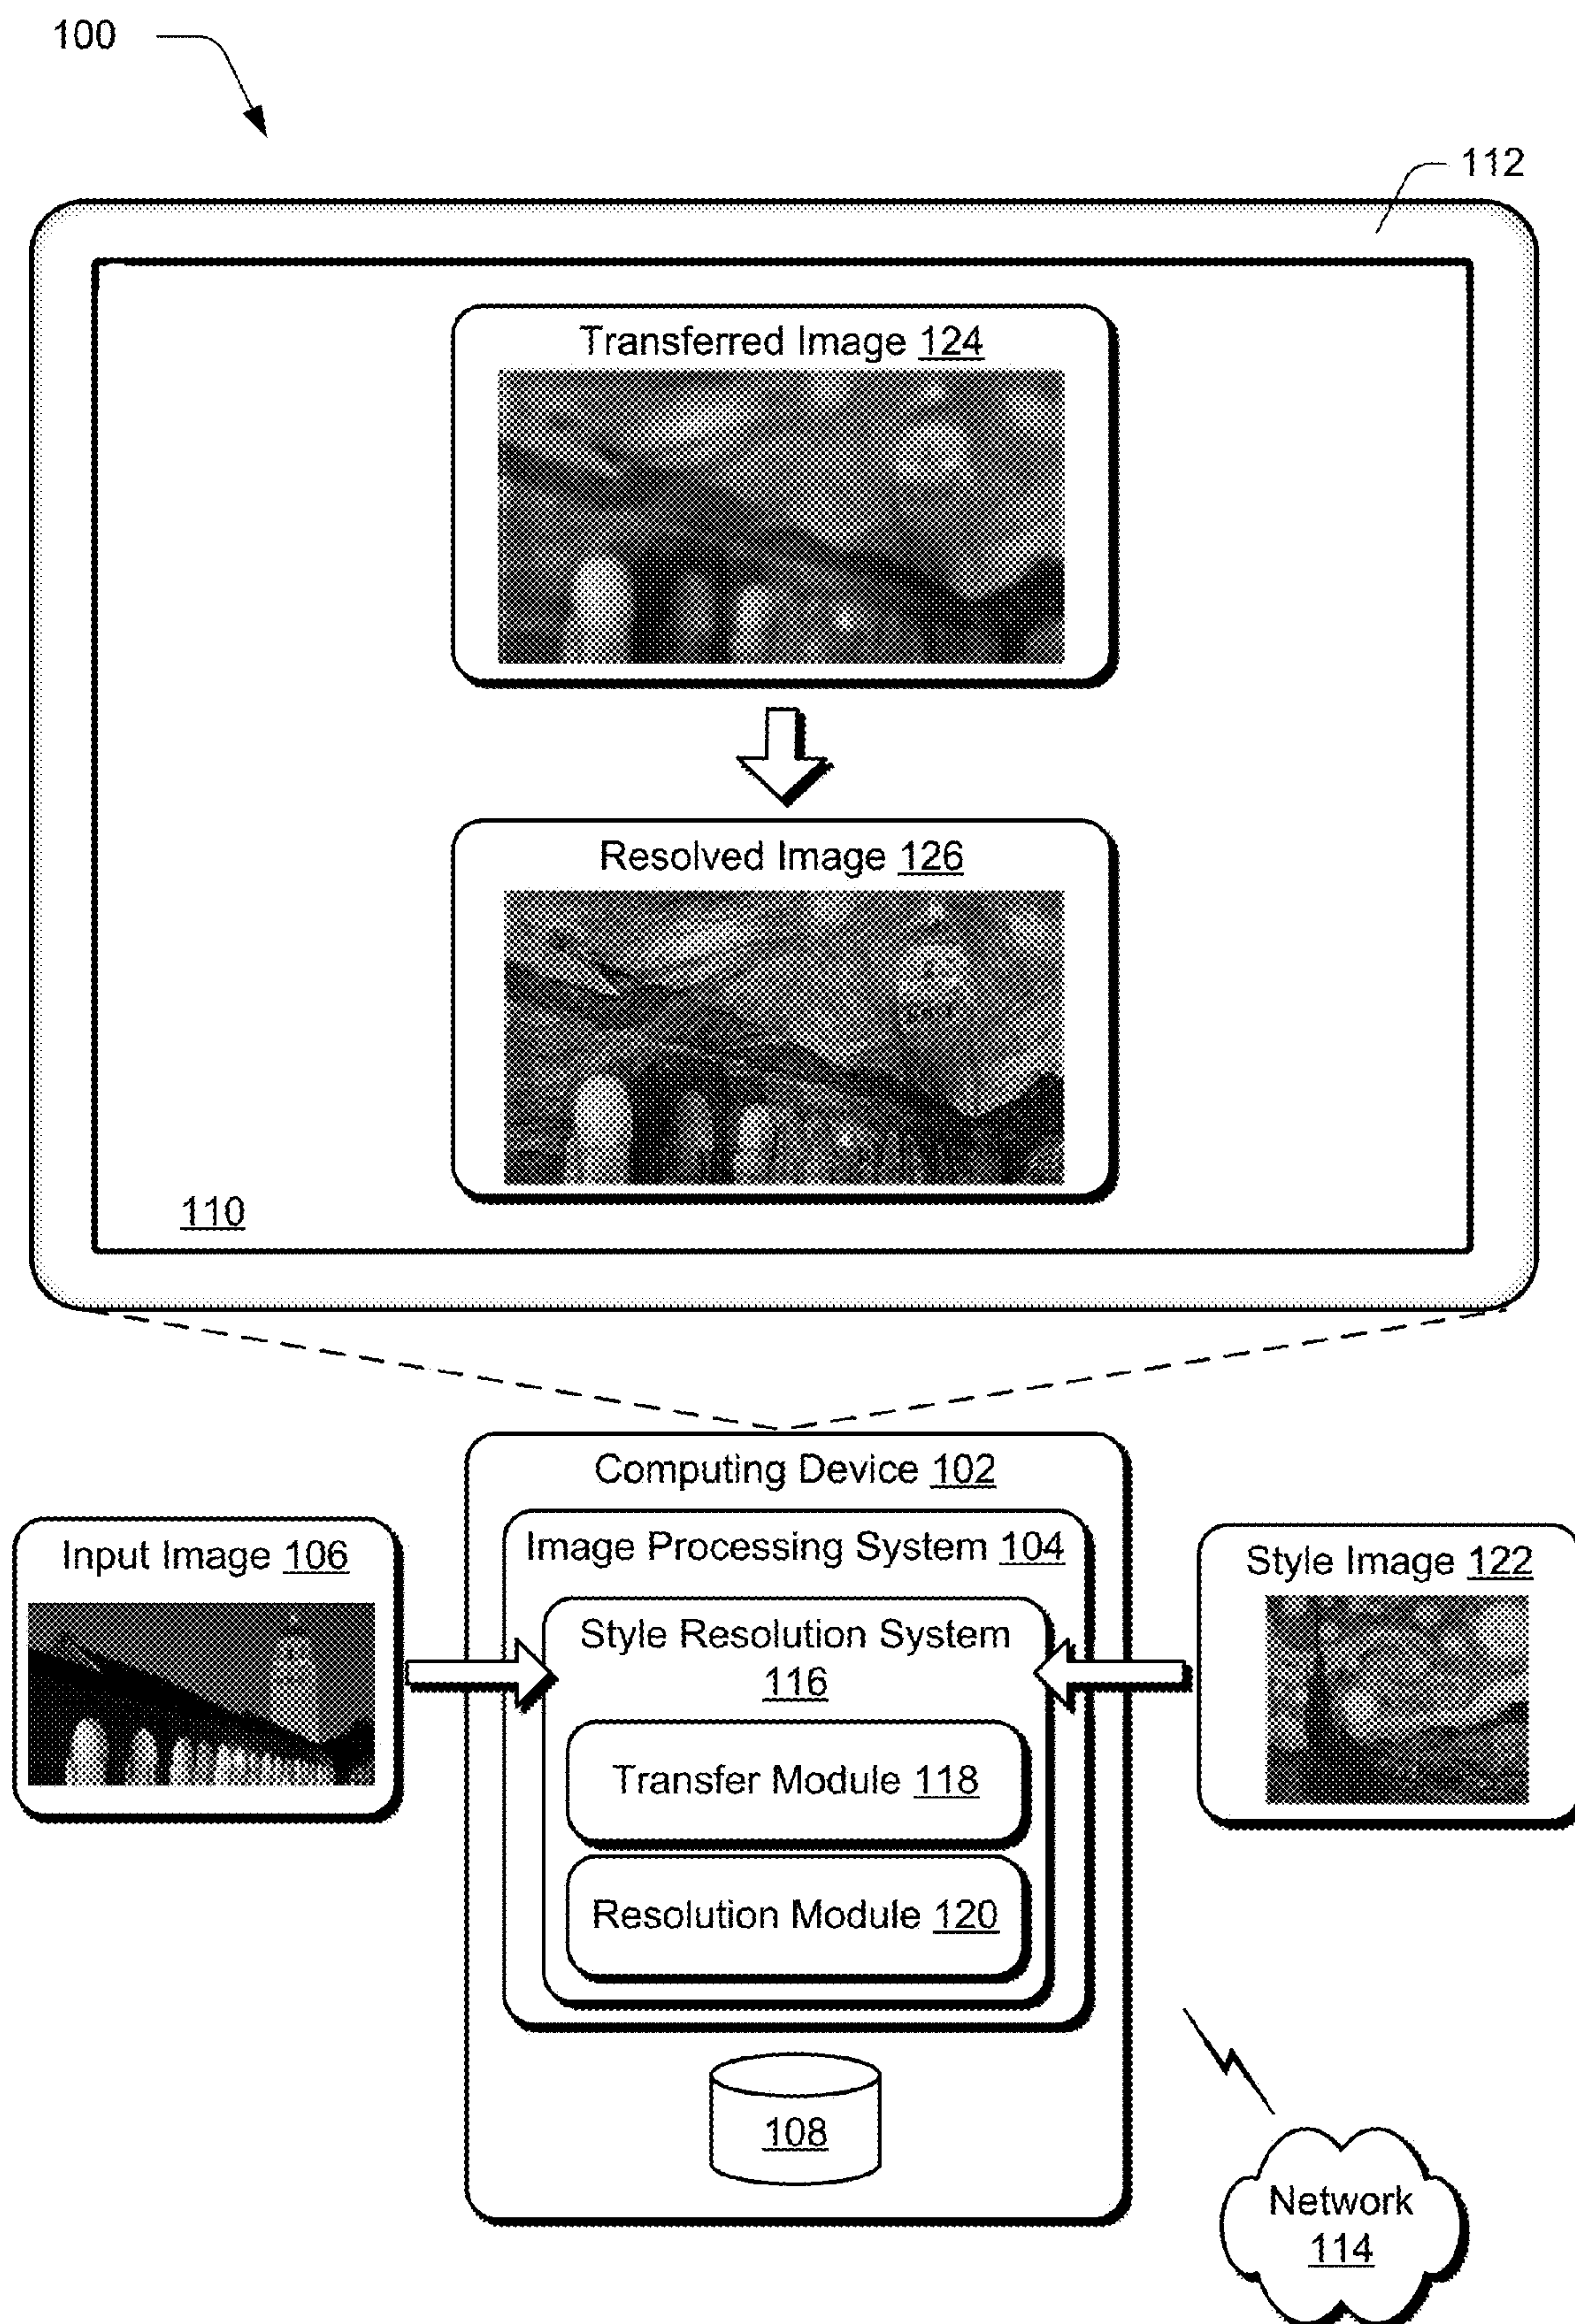 100
112
Transferred Image 124
Resolved Image 126
110
Computing Device 102
Image Processing System 104
Input Image 106
Style Image 122
Style Resolution System
116
Transfer Module 118
Resolution Module 120
108
Network
114